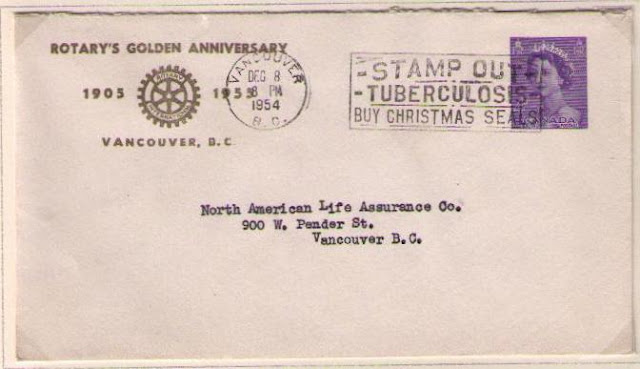 ROTARY'S GOLDEN ANNIVERSARY
1905 1955
ROTARY
INTERNATIONAL
VANCOUVER, B.C.
VANCOUVER
DEC 8
8 PM
1954
B.C.
STAMP OUT
TUBERCULOSIS
BUY CHRISTMAS SEALS
CANADA
North American Life Assurance Co.
900 W. Pender St.
Vancouver B.C.